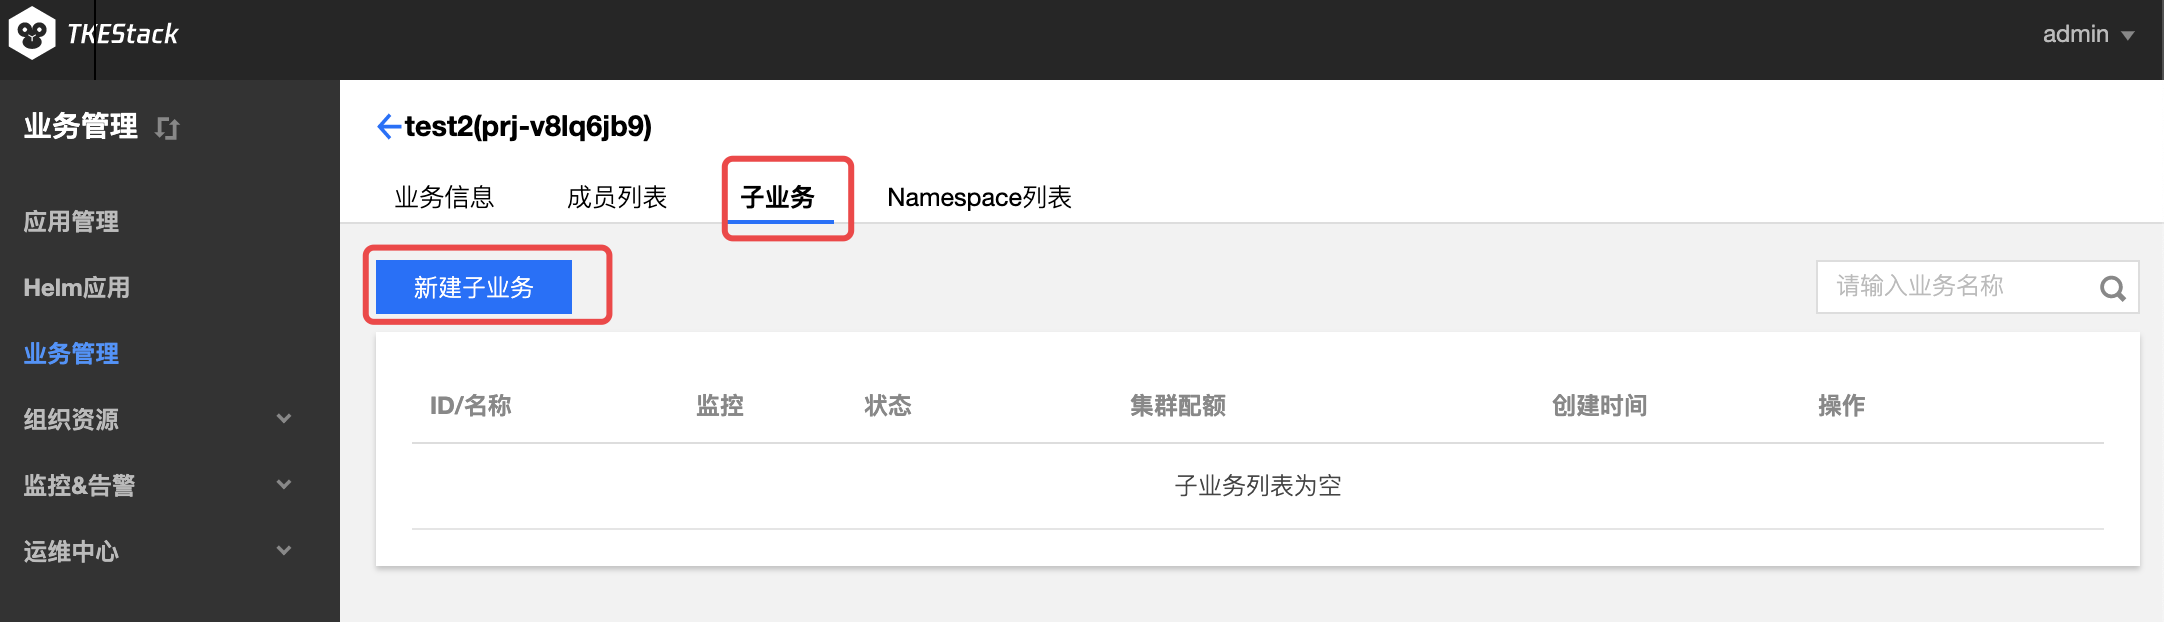 TKEStack
admin
业务管理
应用管理
Helm应用
业务管理
组织资源
监控&告警
运维中心
test2(prj-v8lq6jb9)
业务信息 成员列表 子业务 Namespace列表
新建子业务
请输入业务名称
ID/名称 监控 状态 集群配额 创建时间 操作
子业务列表为空